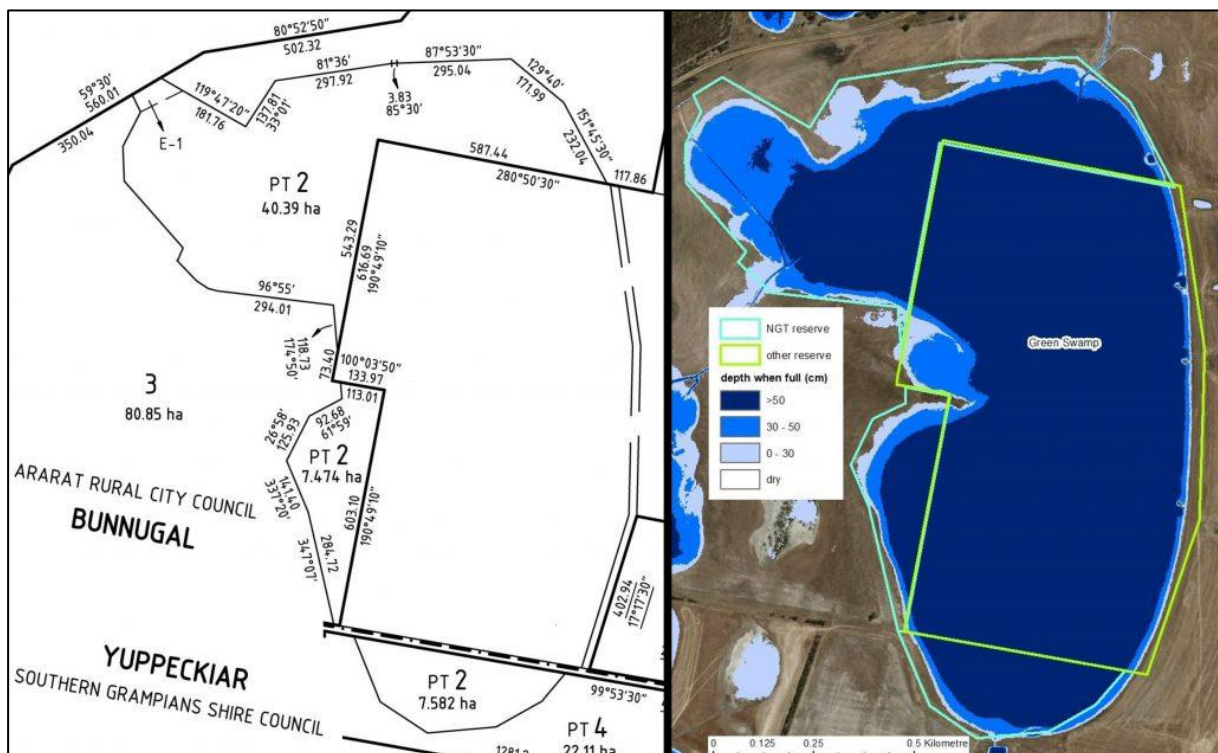 80°52'50"
502.32
59°30'
560.01
350.04
E-1
119°47'20"
181.76
137.81
33°01'
81°36'
297.92
3.83
85°30'
87°53'30"
295.04
129°40'
171.99
151°45'30"
232.04
117.86
587.44
280°50'30"
PT 2
40.39 ha
543.29
616.69
190°49'10"
96°55'
294.01
118.73
174°50'
73.40
100°03'50"
133.97
113.01
3
80.85 ha
92.68
61°59'
26°58'
125.93
PT 2
7.474 ha
141.40
337°20'
603.10
190°49'10"
284.72
347°07'
ARARAT RURAL CITY COUNCIL
BUNNUGAL
402.94
17°17'30"
YUPPECKIAR
SOUTHERN GRAMPIANS SHIRE COUNCIL
PT 2
7.582 ha
99°53'30"
PT 4
22.11 ha
NGT reserve
other reserve
depth when full (cm)
>50
30 - 50
0 - 30
dry
Green Swamp
0 0.125 0.25 0.5 Kilometre